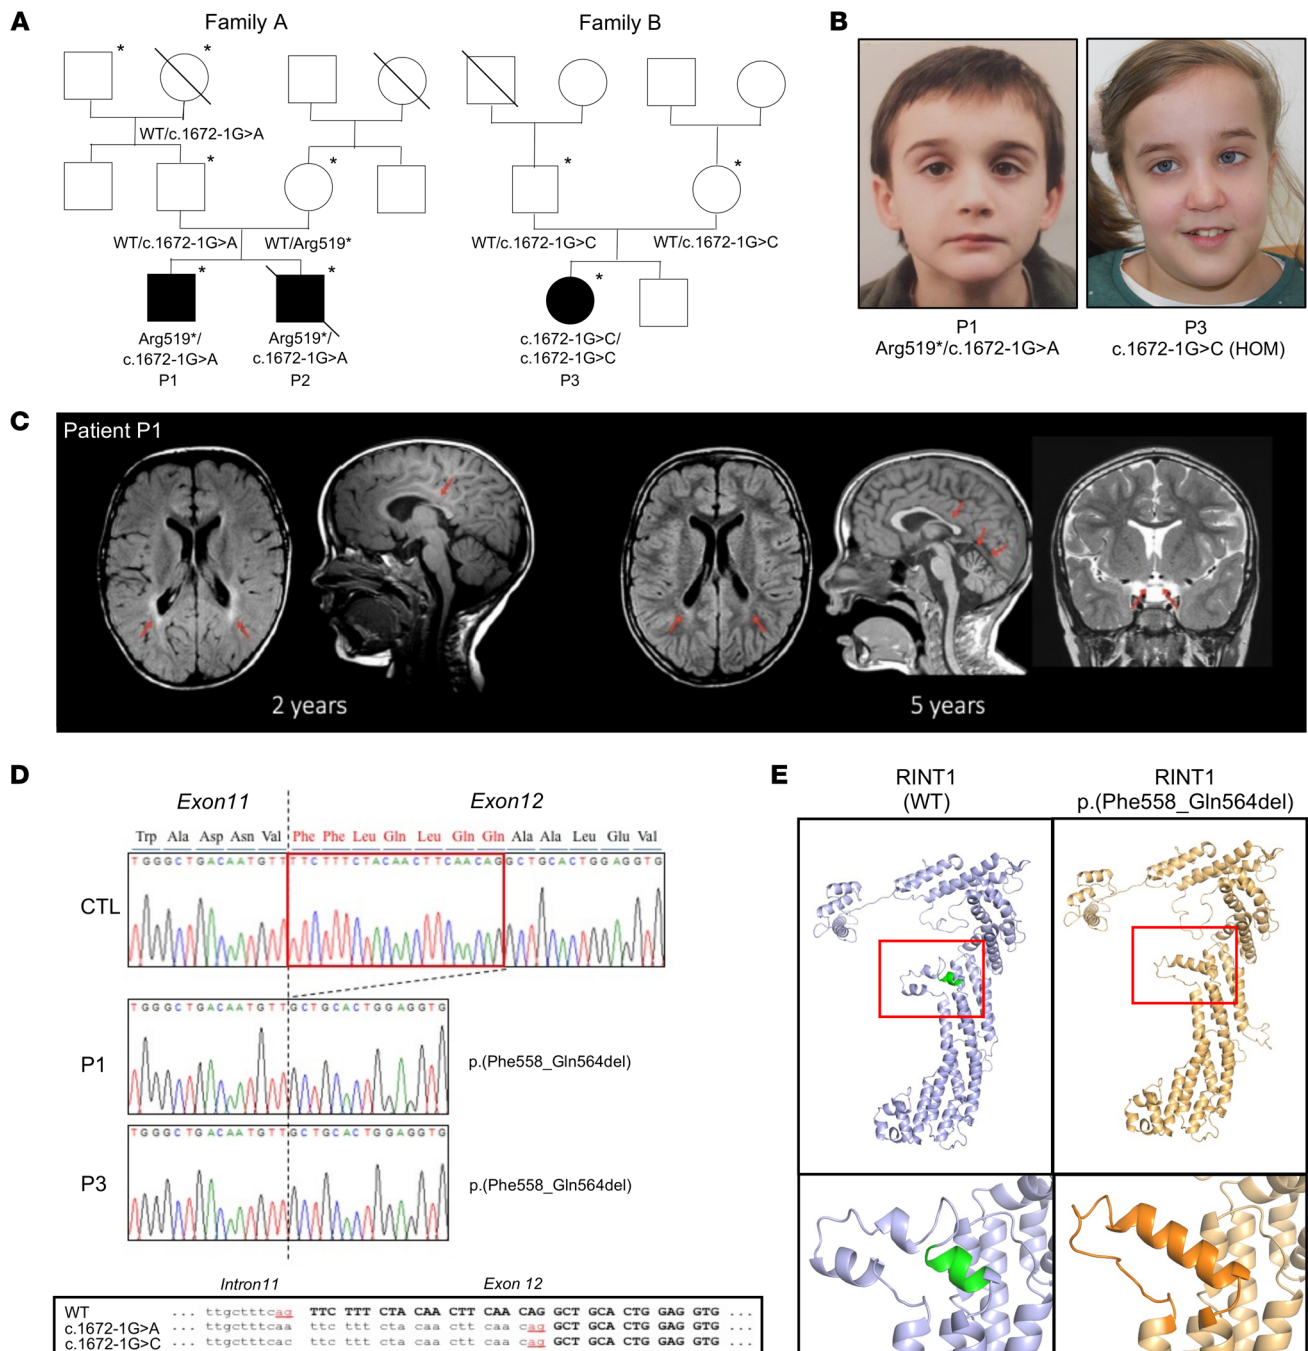 A
Family A
Family B
* *
WT/c.1672-1G>A
* * * *
WT/c.1672-1G>A WT/Arg519* WT/c.1672-1G>C WT/c.1672-1G>C
* * *
Arg519*/
c.1672-1G>A
P1
Arg519*/
c.1672-1G>A
P2
c.1672-1G>C/
c.1672-1G>C
P3
B
P1
Arg519*/c.1672-1G>A
P3
c.1672-1G>C (HOM)
C
Patient P1
2 years
5 years
D
Exon11 Exon12
Trp Ala Asp Asn Val Phe Phe Leu Gln Leu Gln Gln Ala Ala Leu Glu Val
TGGGCTGACAATGTTTTCTTTCTACAACTTCAACAGGCTGCACTGGAGGTG
CTL
TGGGCTGACAATGTTGCTGCACTGGAGGTG
P1
p.(Phe558_Gln564del)
TGGGCTGACAATGTTGCTGCACTGGAGGTG
P3
p.(Phe558_Gln564del)
Intron11 Exon 12
WT ... ttgctttcag TTC TTT CTA CAA CTT CAA CAG GCT GCA CTG GAG GTG ...
c.1672-1G>A ... ttgctttcaa ttc ttt cta caa ctt caa cag GCT GCA CTG GAG GTG ...
c.1672-1G>C ... ttgctttcac ttc ttt cta caa ctt caa cag GCT GCA CTG GAG GTG ...
E
RINT1
(WT)
RINT1
p.(Phe558_Gln564del)